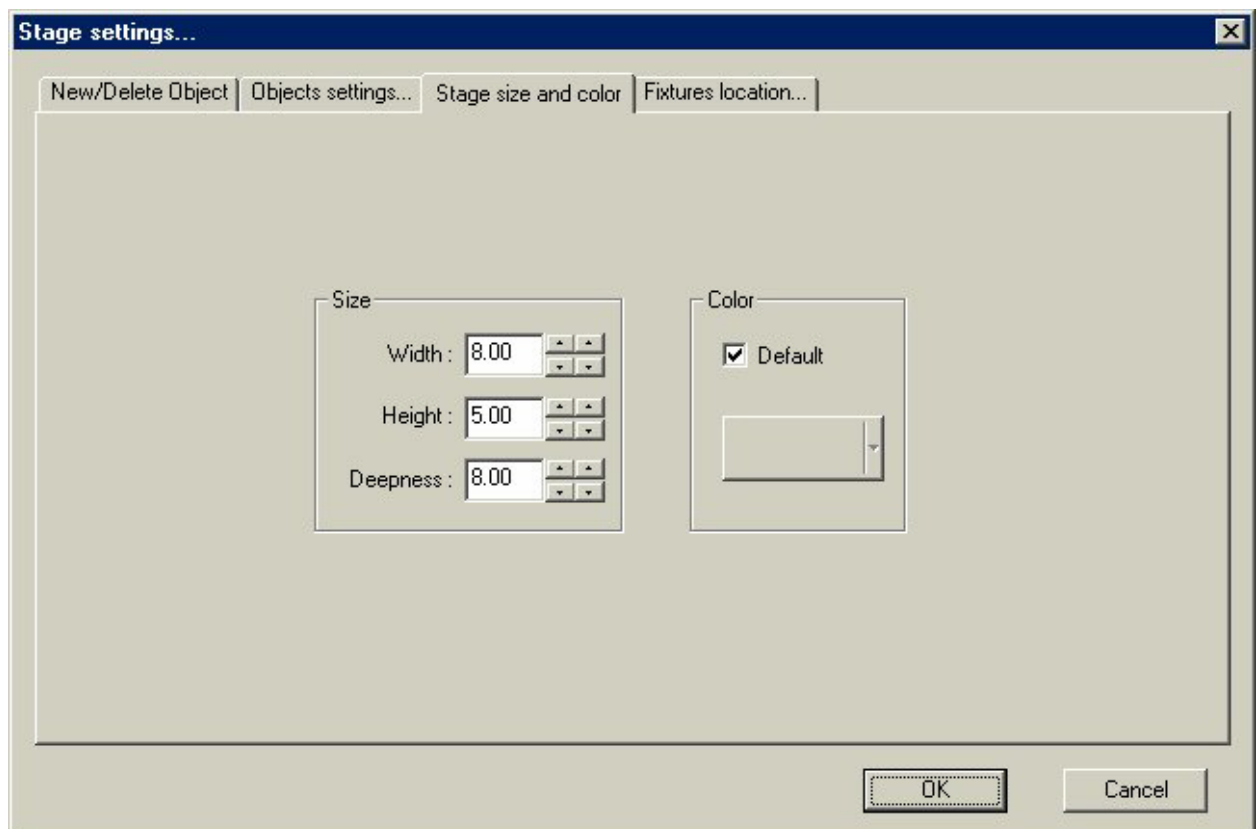 Stage settings...
New/Delete Object Objects settings... Stage size and color Fixtures location...
Size
Width : 8.00
Height : 5.00
Deepness : 8.00
Color
Default
OK Cancel